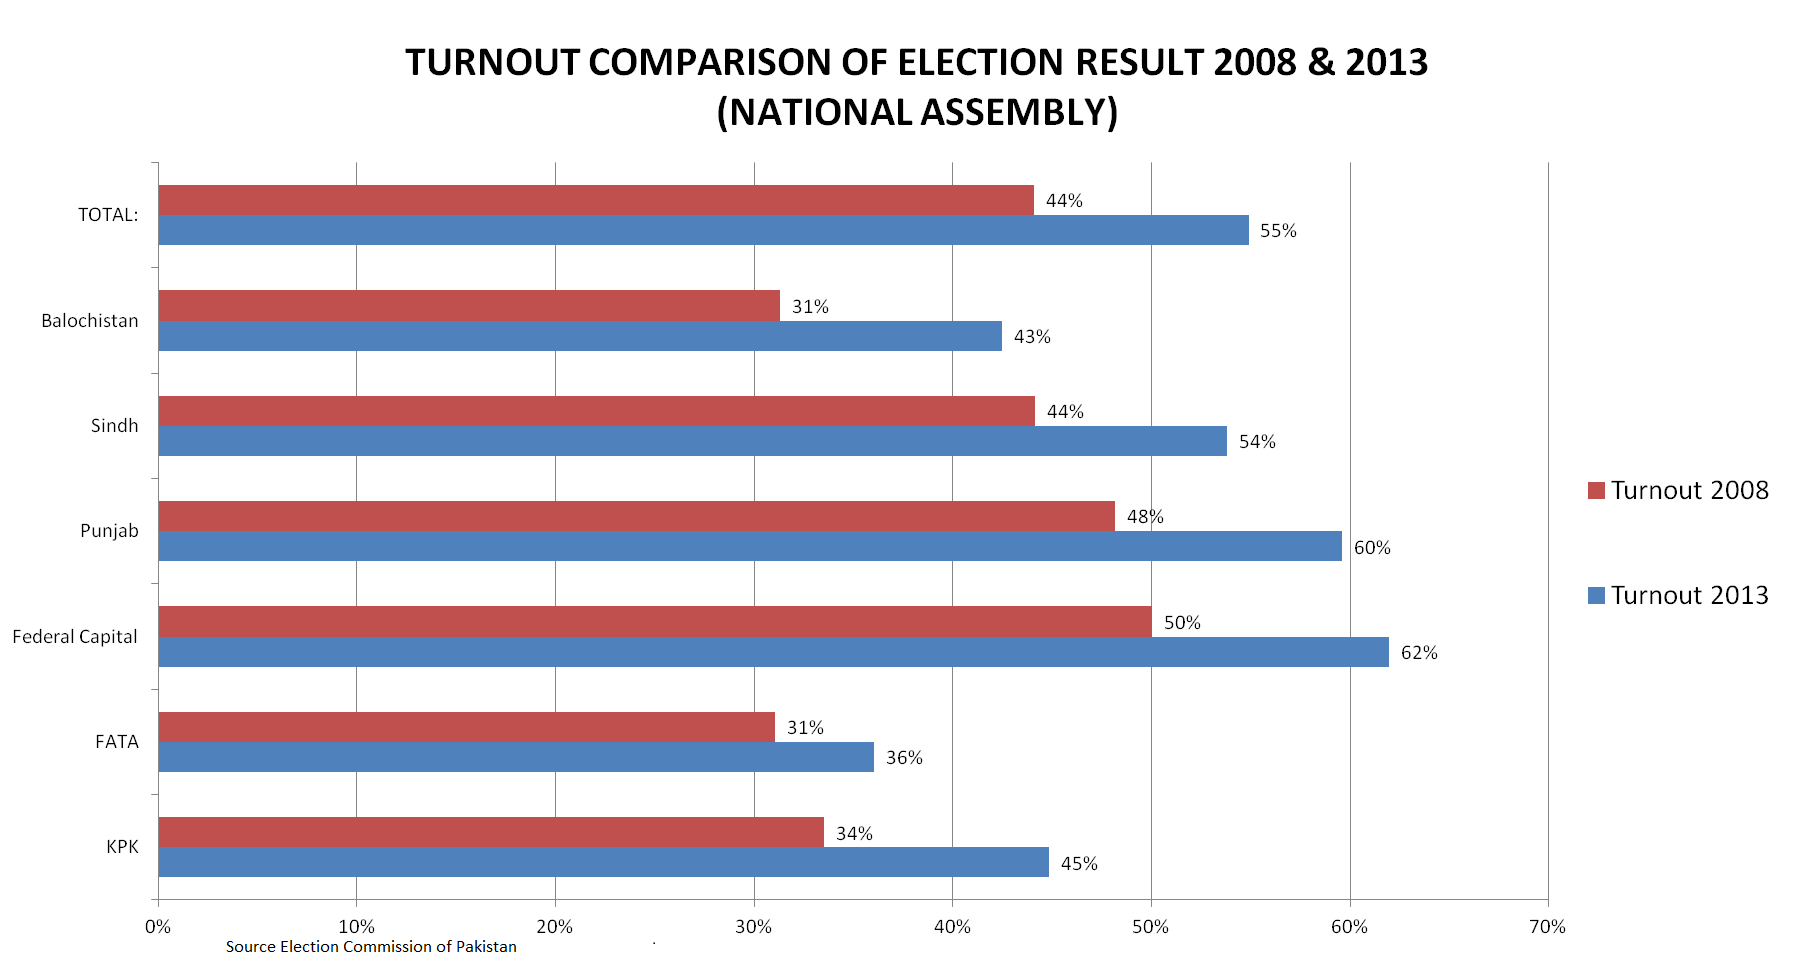 TURNOUT COMPARISON OF ELECTION RESULT 2008 & 2013
(NATIONAL ASSEMBLY)
TOTAL:
44%
55%
Balochistan
31%
43%
Sindh
44%
54%
Punjab
48%
60%
Federal Capital
50%
62%
FATA
31%
36%
KPK
34%
45%
Turnout 2008
Turnout 2013
0% 10% 20% 30% 40% 50% 60% 70%
Source Election Commission of Pakistan